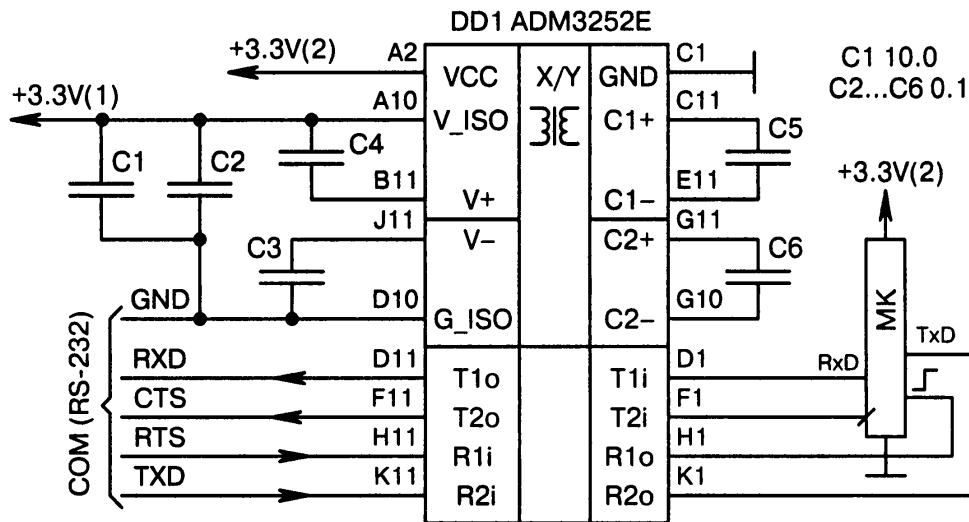 DD1 ADM3252E
+3.3V(2) A2 VCC X/Y GND C1
C1 10.0
C2...C6 0.1
+3.3V(1) A10 V_ISO C1+ C11
C1 C2 C4 C5
B11 V+ C1– E11
+3.3V(2)
J11 V– C2+ G11
C3 C6
GND D10 G_ISO C2– G10
MK
TxD
RXD D11 T1o T1i D1 RxD
CTS F11 T2o T2i F1
RTS H11 R1i R1o H1
TXD K11 R2i R2o K1
COM (RS-232)